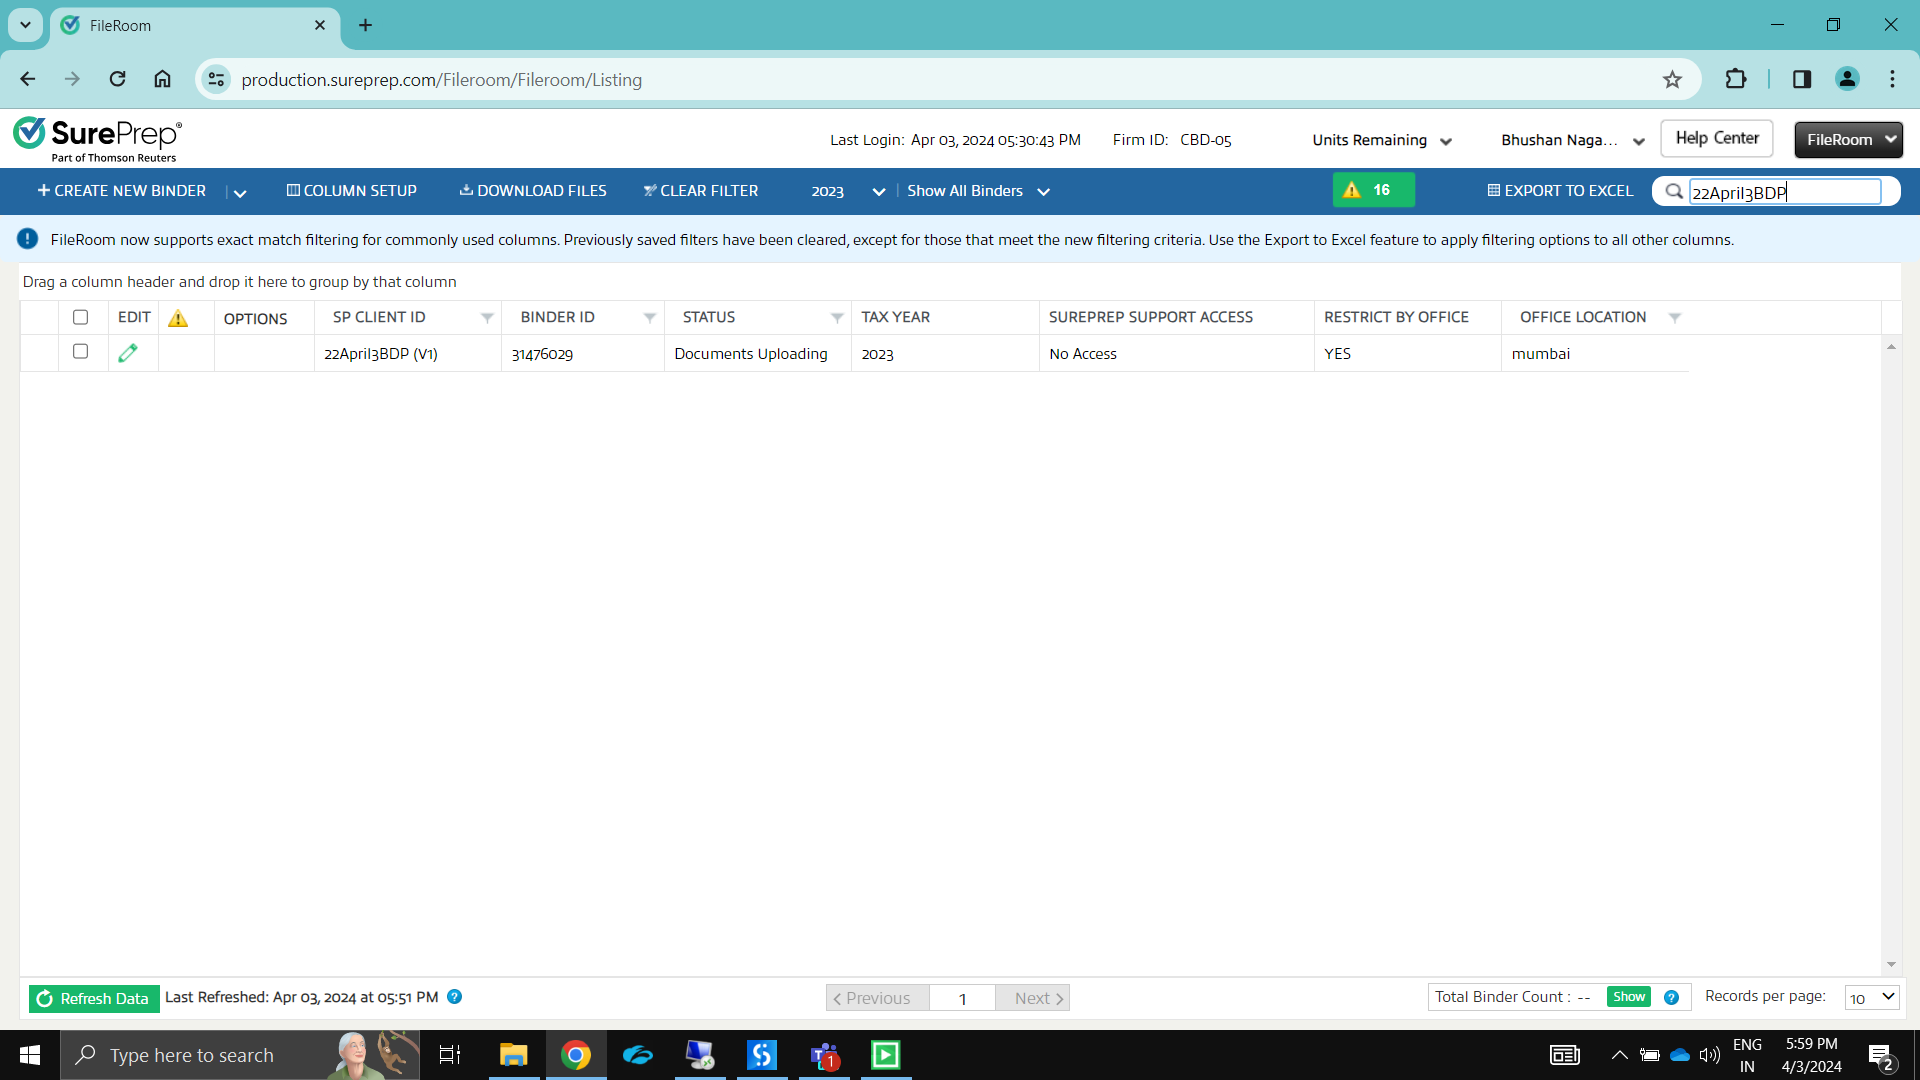 FileRoom
production.sureprep.com/Fileroom/Fileroom/Listing
SurePrep®
Part of Thomson Reuters
Last Login: Apr 03, 2024 05:30:43 PM
Firm ID: CBD-05
Units Remaining
Bhushan Naga...
Help Center
FileRoom
+ CREATE NEW BINDER
COLUMN SETUP
DOWNLOAD FILES
CLEAR FILTER
2023
Show All Binders
16
EXPORT TO EXCEL
22April3BDP
FileRoom now supports exact match filtering for commonly used columns. Previously saved filters have been cleared, except for those that meet the new filtering criteria. Use the Export to Excel feature to apply filtering options to all other columns.
Drag a column header and drop it here to group by that column
EDIT OPTIONS SP CLIENT ID BINDER ID STATUS TAX YEAR SUREPREP SUPPORT ACCESS RESTRICT BY OFFICE OFFICE LOCATION
22April3BDP (V1) 31476029 Documents Uploading 2023 No Access YES mumbai
Refresh Data
Last Refreshed: Apr 03, 2024 at 05:51 PM
Previous
1
Next
Total Binder Count : --
Show
Records per page:
10
Type here to search
1
ENG
IN
5:59 PM
4/3/2024
2